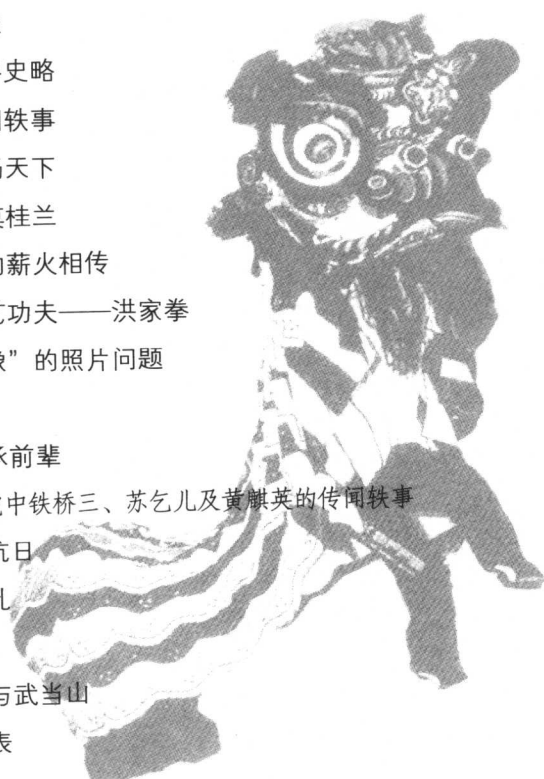 史略
轶事
天下
桂兰
薪火相传
功夫——洪家拳
”的照片问题
前辈
中铁桥三、苏乞儿及黄麒英的传闻轶事
抗日
与武当山
表